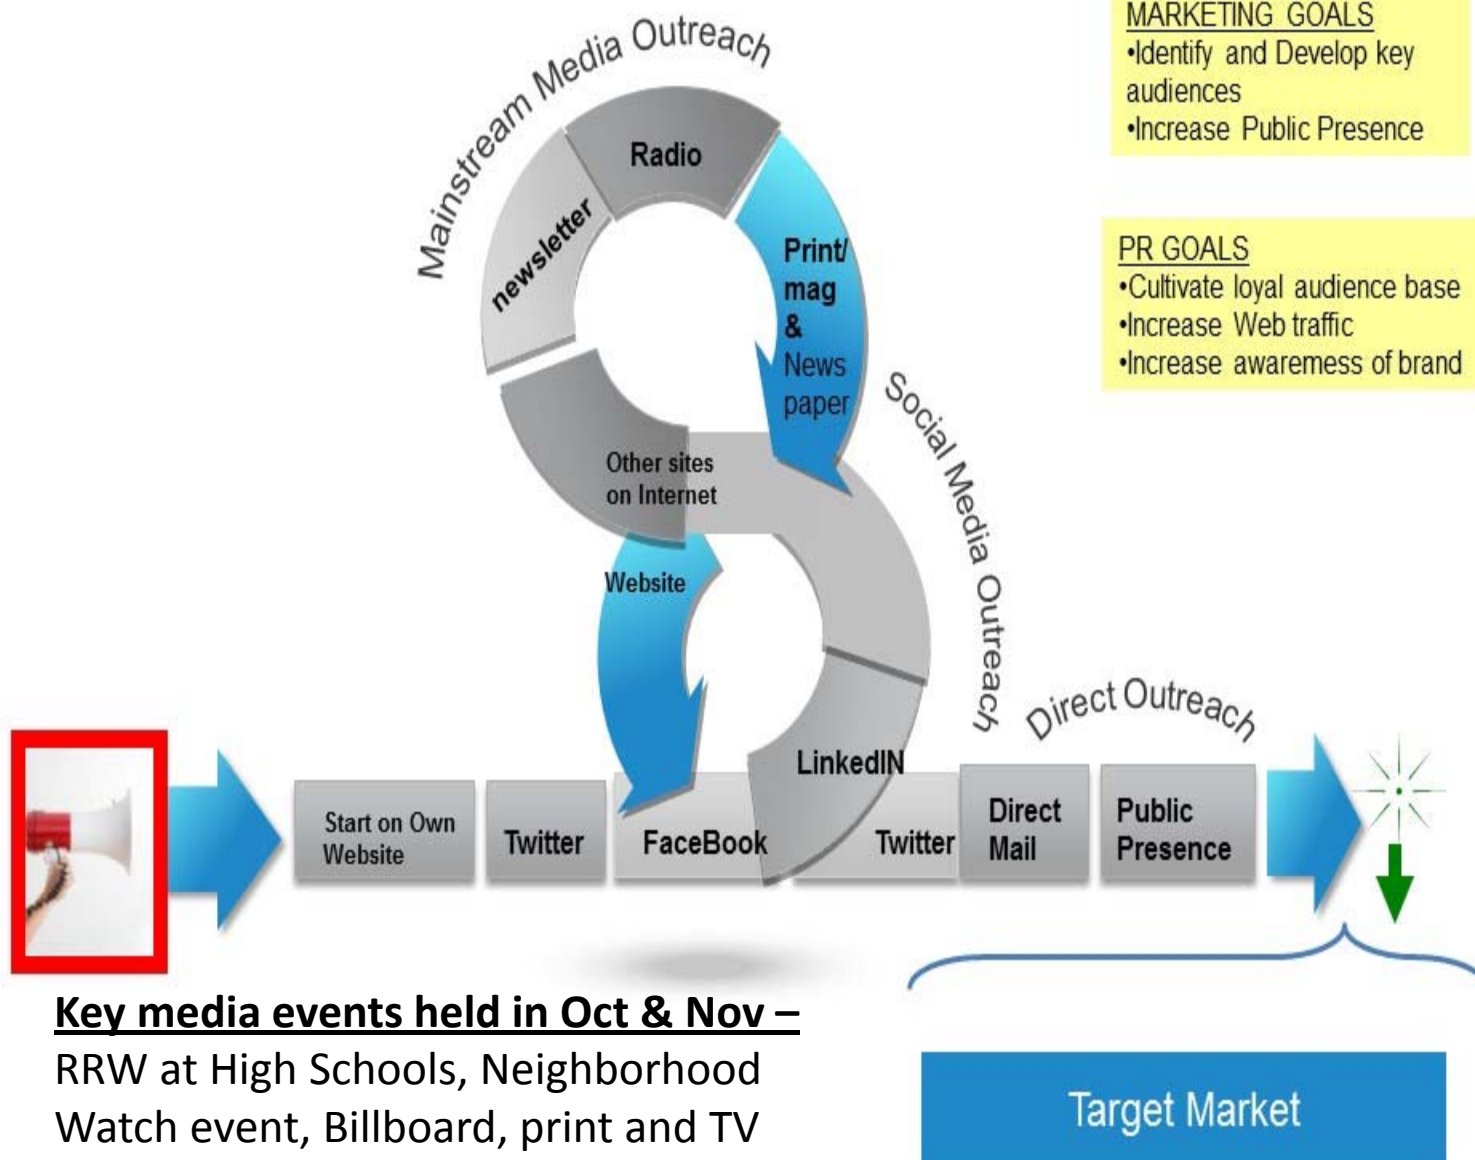 MARKETING GOALS
•Identify and Develop key
audiences
•Increase Public Presence
PR GOALS
•Cultivate loyal audience base
•Increase Web traffic
•Increase awaremess of brand
Mainstream Media Outreach
Radio
newsletter
Print/
mag
&
News
paper
Other sites
on Internet
Website
Social Media Outreach
LinkedIN
Direct Outreach
Start on Own
Website
Twitter
FaceBook
Twitter
Direct
Mail
Public
Presence
Key media events held in Oct & Nov –
RRW at High Schools, Neighborhood
Watch event, Billboard, print and TV
Target Market